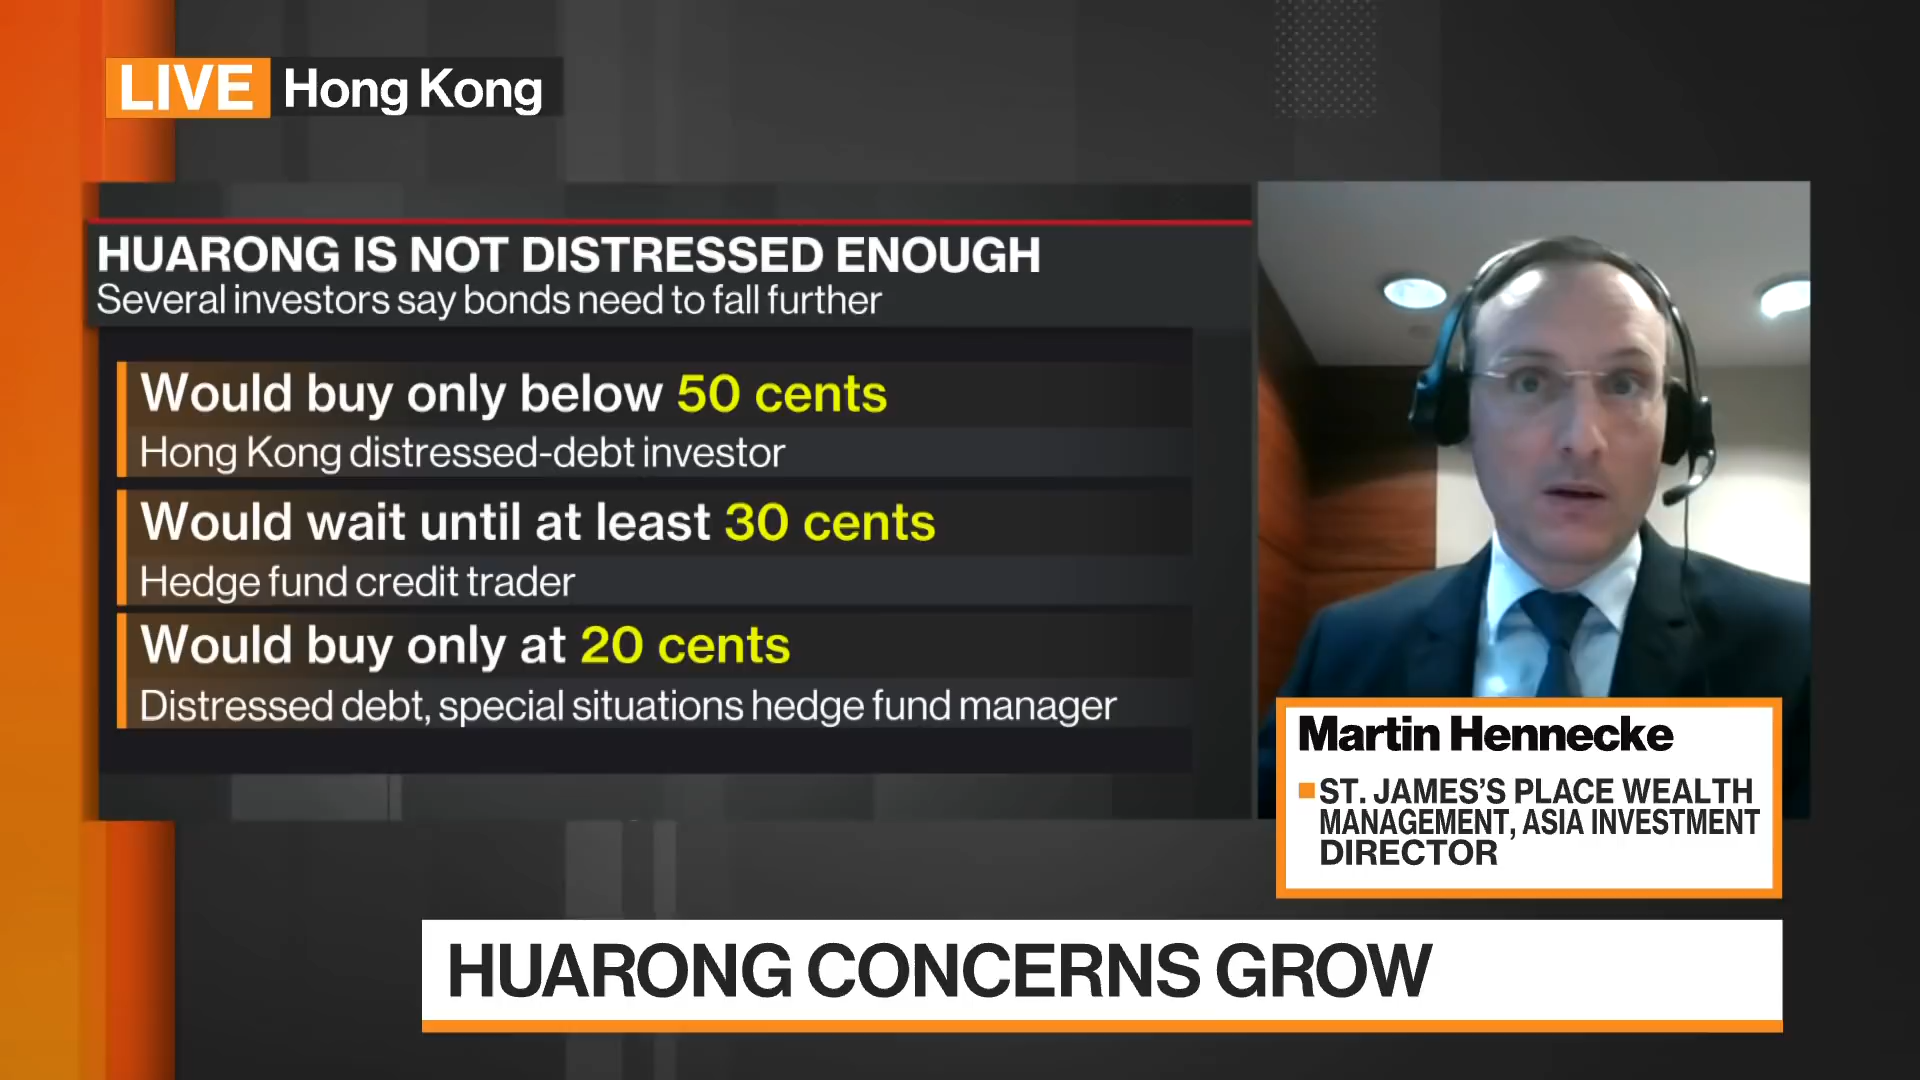 LIVE Hong Kong
HUARONG IS NOT DISTRESSED ENOUGH
Several investors say bonds need to fall further
Would buy only below 50 cents
Hong Kong distressed-debt investor
Would wait until at least 30 cents
Hedge fund credit trader
Would buy only at 20 cents
Distressed debt, special situations hedge fund manager
Martin Hennecke
ST. JAMES'S PLACE WEALTH
MANAGEMENT, ASIA INVESTMENT
DIRECTOR
HUARONG CONCERNS GROW